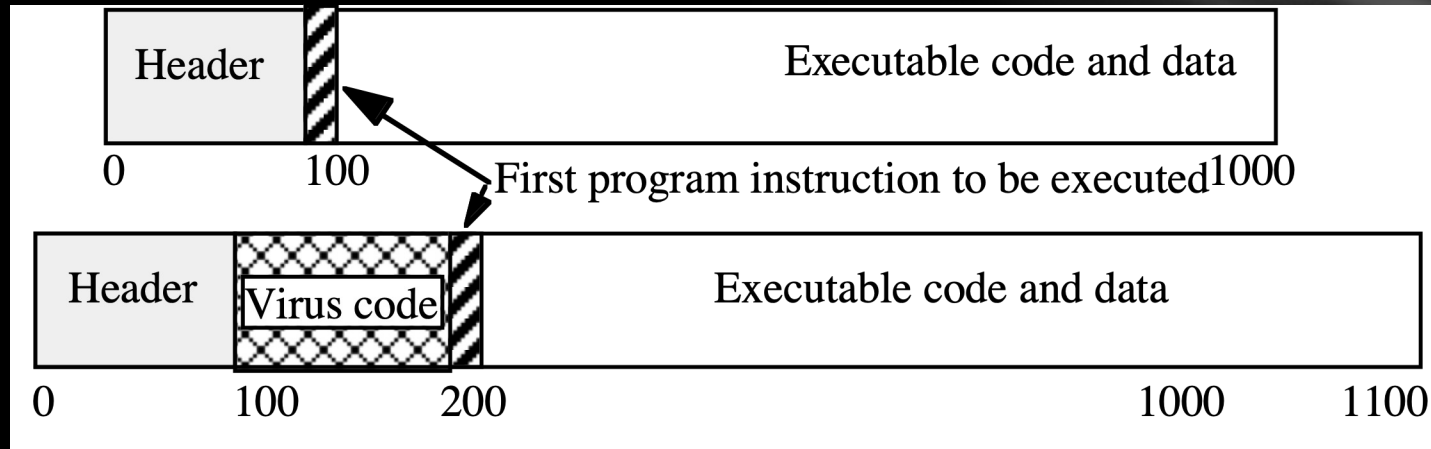 Header
Executable code and data
0
100
First program instruction to be executed
1000
Header
Virus code
Executable code and data
0
100
200
1000
1100